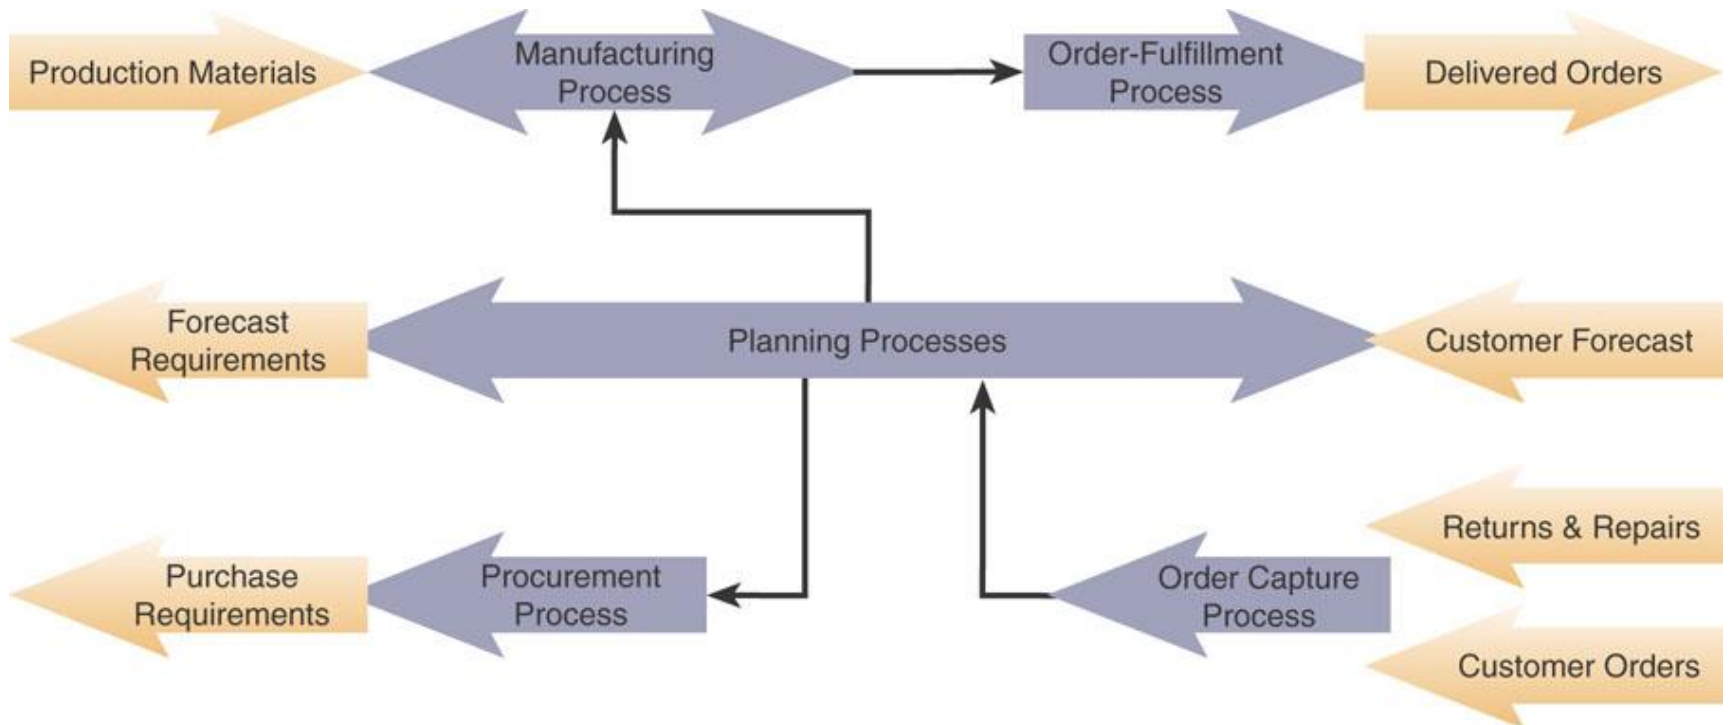 Production Materials
Manufacturing
Process
Order-Fulfillment
Process
Delivered Orders
Forecast
Requirements
Planning Processes
Customer Forecast
Purchase
Requirements
Procurement
Process
Order Capture
Process
Returns & Repairs
Customer Orders